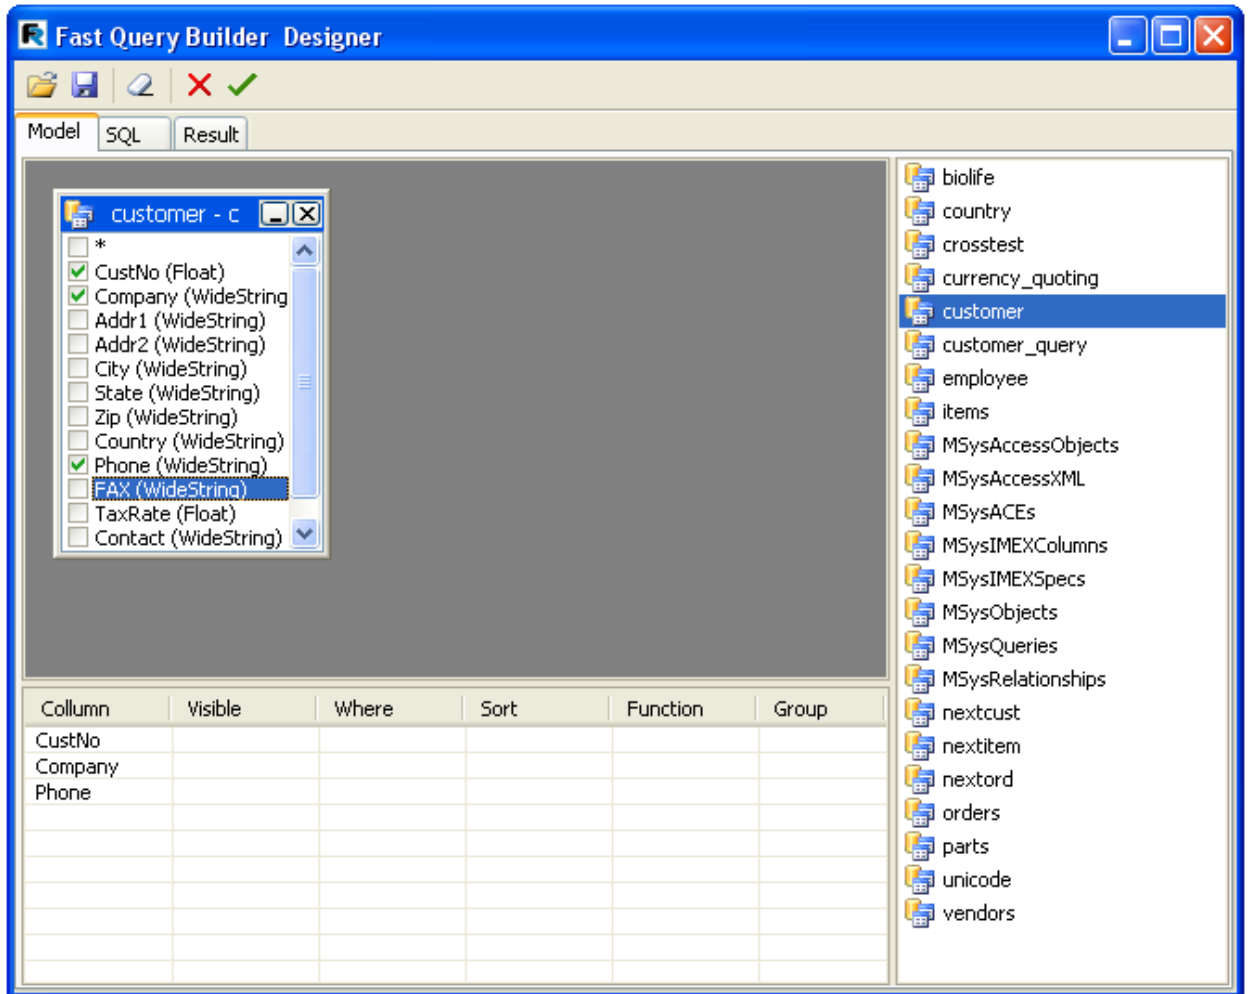 Fast Query Builder Designer
Model SQL Result
customer - c
*
CustNo (Float)
Company (WideString
Addr1 (WideString)
Addr2 (WideString)
City (WideString)
State (WideString)
Zip (WideString)
Country (WideString)
Phone (WideString)
FAX (WideString)
TaxRate (Float)
Contact (WideString)
biolife
country
crosstest
currency_quoting
customer
customer_query
employee
items
MSysAccessObjects
MSysAccessXML
MSysACEs
MSysIMEXColumns
MSysIMEXSpecs
MSysObjects
MSysQueries
MSysRelationships
nextcust
nextitem
nextord
orders
parts
unicode
vendors
Collumn Visible Where Sort Function Group
CustNo
Company
Phone